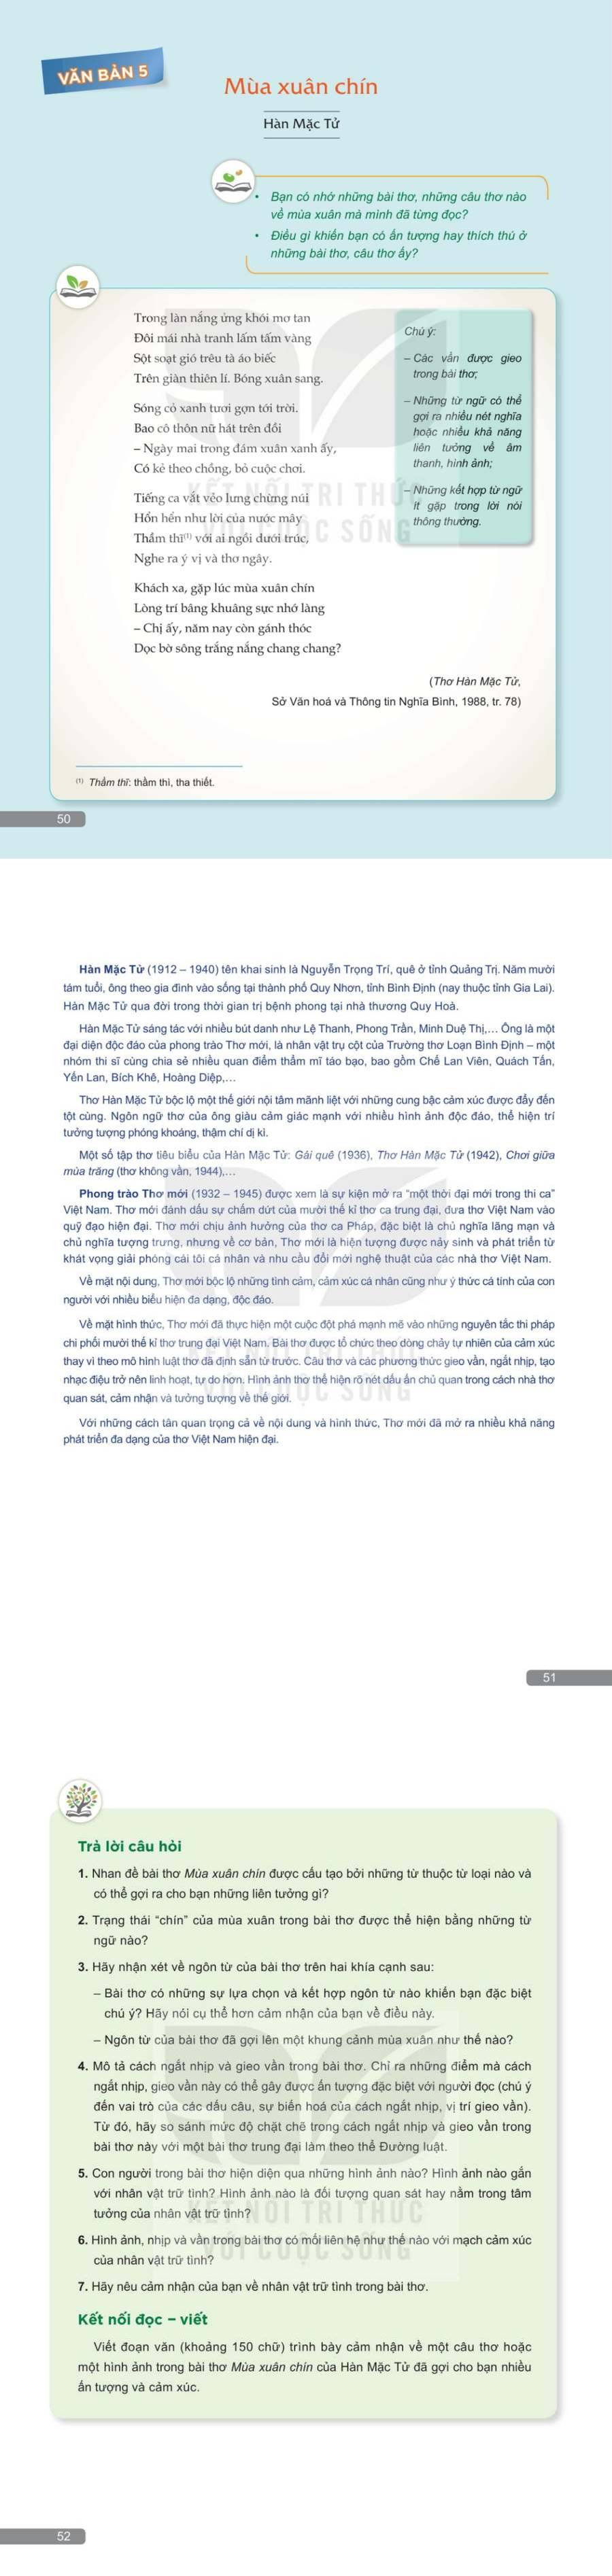 VĂN BẢN 5
Mùa xuân chín
Hàn Mặc Tử
• Bạn có nhớ những bài thơ, những câu thơ nào
về mùa xuân mà mình đã từng đọc?
• Điều gì khiến bạn có ấn tượng hay thích thú ở
những bài thơ, câu thơ ấy?
Trong làn nắng ửng khói mơ tan
Đôi mái nhà tranh lấm tấm vàng
Sột soạt gió trêu tà áo biếc
Trên giàn thiên lí. Bóng xuân sang.
Sóng cỏ xanh tươi gợn tới trời.
Bao cô thôn nữ hát trên đồi
– Ngày mai trong đám xuân xanh ấy,
Có kẻ theo chồng, bỏ cuộc chơi.
Tiếng ca vắt vẻo lưng chừng núi
Hổn hển như lời của nước mây
Thầm thĩ(1) với ai ngồi dưới trúc,
Nghe ra ý vị và thơ ngây.
Khách xa, gặp lúc mùa xuân chín
Lòng trí bâng khuâng sực nhớ làng
– Chị ấy, năm nay còn gánh thóc
Dọc bờ sông trắng nắng chang chang?
Chú ý:
– Các vần được gieo
trong bài thơ;
– Những từ ngữ có thể
gợi ra nhiều nét nghĩa
hoặc nhiều khả năng
liên tưởng về âm
thanh, hình ảnh;
– Những kết hợp từ ngữ
ít gặp trong lời nói
thông thường.
KẾT NỐI TRI THỨC
VỚI CUỘC SỐNG
(Thơ Hàn Mặc Tử,
Sở Văn hoá và Thông tin Nghĩa Bình, 1988, tr. 78)
(1) Thầm thĩ: thầm thì, tha thiết.
50
Hàn Mặc Tử (1912 – 1940) tên khai sinh là Nguyễn Trọng Trí, quê ở tỉnh Quảng Trị. Năm mười
tám tuổi, ông theo gia đình vào sống tại thành phố Quy Nhơn, tỉnh Bình Định (nay thuộc tỉnh Gia Lai).
Hàn Mặc Tử qua đời trong thời gian trị bệnh phong tại nhà thương Quy Hoà.
Hàn Mặc Tử sáng tác với nhiều bút danh như Lệ Thanh, Phong Trần, Minh Duệ Thị,... Ông là một
đại diện độc đáo của phong trào Thơ mới, là nhân vật trụ cột của Trường thơ Loạn Bình Định – một
nhóm thi sĩ cùng chia sẻ nhiều quan điểm thẩm mĩ táo bạo, bao gồm Chế Lan Viên, Quách Tấn,
Yến Lan, Bích Khê, Hoàng Diệp,...
Thơ Hàn Mặc Tử bộc lộ một thế giới nội tâm mãnh liệt với những cung bậc cảm xúc được đẩy đến
tột cùng. Ngôn ngữ thơ của ông giàu cảm giác mạnh với nhiều hình ảnh độc đáo, thể hiện trí
tưởng tượng phóng khoáng, thậm chí dị kì.
Một số tập thơ tiêu biểu của Hàn Mặc Tử: Gái quê (1936), Thơ Hàn Mặc Tử (1942), Chơi giữa
mùa trăng (thơ không vần, 1944),...
Phong trào Thơ mới (1932 – 1945) được xem là sự kiện mở ra “một thời đại mới trong thi ca”
Việt Nam. Thơ mới đánh dấu sự chấm dứt của mười thế kỉ thơ ca trung đại, đưa thơ Việt Nam vào
quỹ đạo hiện đại. Thơ mới chịu ảnh hưởng của thơ ca Pháp, đặc biệt là chủ nghĩa lãng mạn và
chủ nghĩa tượng trưng, nhưng về cơ bản, Thơ mới là hiện tượng được nảy sinh và phát triển từ
khát vọng giải phóng cái tôi cá nhân và nhu cầu đổi mới nghệ thuật của các nhà thơ Việt Nam.
Về mặt nội dung, Thơ mới bộc lộ những tình cảm, cảm xúc cá nhân cũng như ý thức cá tính của con
người với nhiều biểu hiện đa dạng, độc đáo.
Về mặt hình thức, Thơ mới đã thực hiện một cuộc đột phá mạnh mẽ vào những nguyên tắc thi pháp
chi phối mười thế kỉ thơ trung đại Việt Nam. Bài thơ được tổ chức theo dòng chảy tự nhiên của cảm xúc
thay vì theo mô hình luật thơ đã định sẵn từ trước. Câu thơ và các phương thức gieo vần, ngắt nhịp, tạo
nhạc điệu trở nên linh hoạt, tự do hơn. Hình ảnh thơ thể hiện rõ nét dấu ấn chủ quan trong cách nhà thơ
quan sát, cảm nhận và tưởng tượng về thế giới.
Với những cách tân quan trọng cả về nội dung và hình thức, Thơ mới đã mở ra nhiều khả năng
phát triển đa dạng của thơ Việt Nam hiện đại.
KẾT NỐI TRI THỨC
VỚI CUỘC SỐNG
51
Trả lời câu hỏi
1. Nhan đề bài thơ Mùa xuân chín được cấu tạo bởi những từ thuộc từ loại nào và
có thể gợi ra cho bạn những liên tưởng gì?
2. Trạng thái “chín” của mùa xuân trong bài thơ được thể hiện bằng những từ
ngữ nào?
3. Hãy nhận xét về ngôn từ của bài thơ trên hai khía cạnh sau:
– Bài thơ có những sự lựa chọn và kết hợp ngôn từ nào khiến bạn đặc biệt
chú ý? Hãy nói cụ thể hơn cảm nhận của bạn về điều này.
– Ngôn từ của bài thơ đã gợi lên một khung cảnh mùa xuân như thế nào?
4. Mô tả cách ngắt nhịp và gieo vần trong bài thơ. Chỉ ra những điểm mà cách
ngắt nhịp, gieo vần này có thể gây được ấn tượng đặc biệt với người đọc (chú ý
đến vai trò của các dấu câu, sự biến hoá của cách ngắt nhịp, vị trí gieo vần).
Từ đó, hãy so sánh mức độ chặt chẽ trong cách ngắt nhịp và gieo vần trong
bài thơ này với một bài thơ trung đại làm theo thể Đường luật.
5. Con người trong bài thơ hiện diện qua những hình ảnh nào? Hình ảnh nào gắn
với nhân vật trữ tình? Hình ảnh nào là đối tượng quan sát hay nằm trong tâm
tưởng của nhân vật trữ tình?
6. Hình ảnh, nhịp và vần trong bài thơ có mối liên hệ như thế nào với mạch cảm xúc
của nhân vật trữ tình?
7. Hãy nêu cảm nhận của bạn về nhân vật trữ tình trong bài thơ.
KẾT NỐI TRI THỨC
VỚI CUỘC SỐNG
Kết nối đọc – viết
Viết đoạn văn (khoảng 150 chữ) trình bày cảm nhận về một câu thơ hoặc
một hình ảnh trong bài thơ Mùa xuân chín của Hàn Mặc Tử đã gợi cho bạn nhiều
ấn tượng và cảm xúc.
52